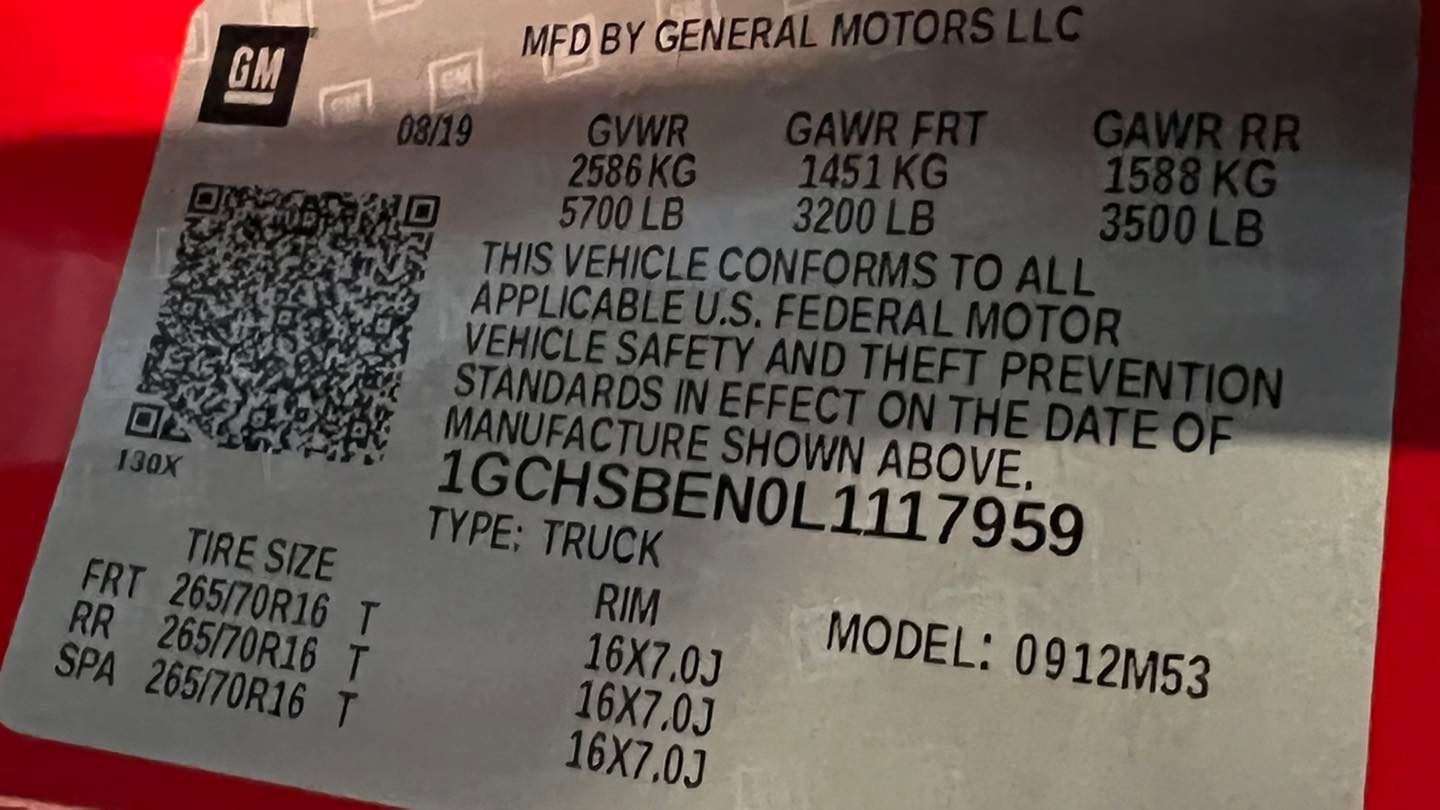 GM
MFD BY GENERAL MOTORS LLC
08/19 GVWR GAWR FRT GAWR RR
2586 KG 1451 KG 1588 KG
5700 LB 3200 LB 3500 LB
THIS VEHICLE CONFORMS TO ALL
APPLICABLE U.S. FEDERAL MOTOR
VEHICLE SAFETY AND THEFT PREVENTION
STANDARDS IN EFFECT ON THE DATE OF
MANUFACTURE SHOWN ABOVE.
130X
1GCHSBEN0L1117959
TYPE: TRUCK
TIRE SIZE RIM
FRT 265/70R16 T 16X7.0J
RR 265/70R16 T 16X7.0J
SPA 265/70R16 T 16X7.0J
MODEL: 0912M53